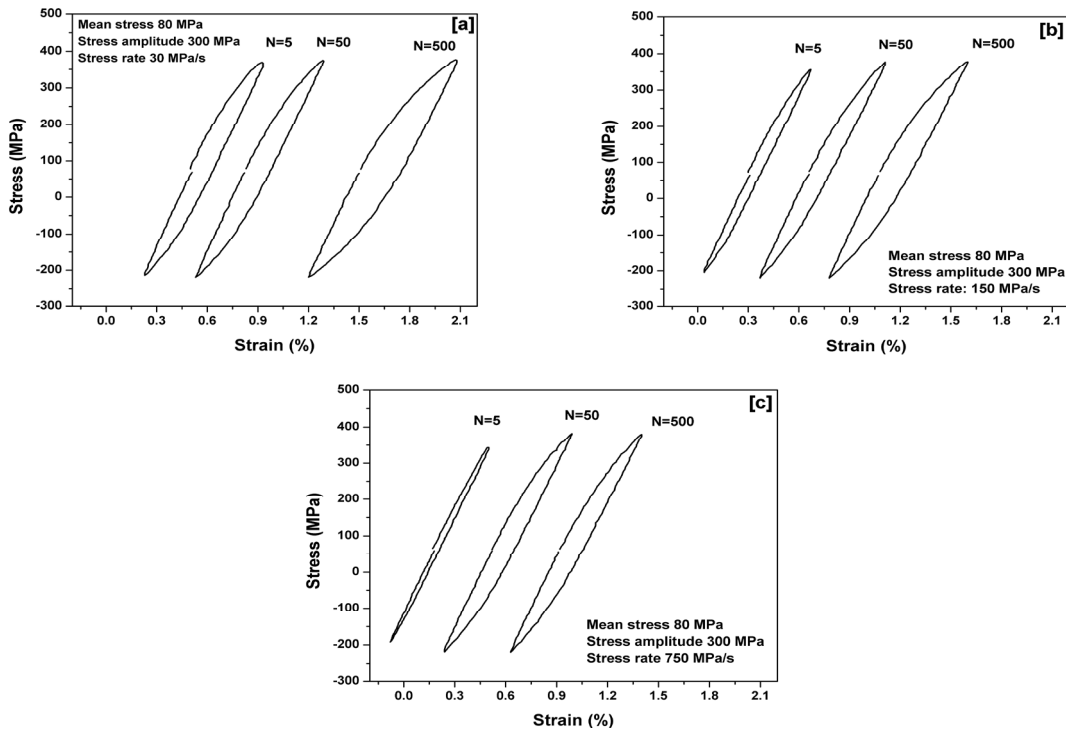 [a]
Mean stress 80 MPa
Stress amplitude 300 MPa
Stress rate 30 MPa/s
N=5 N=50 N=500
500
400
300
200
100
0
-100
-200
-300
Stress (MPa)
0.0 0.3 0.6 0.9 1.2 1.5 1.8 2.1
Strain (%)
[b]
N=5 N=50 N=500
500
400
300
200
100
0
-100
-200
-300
Stress (MPa)
Mean stress 80 MPa
Stress amplitude 300 MPa
Stress rate: 150 MPa/s
0.0 0.3 0.6 0.9 1.2 1.5 1.8 2.1
Strain (%)
[c]
N=5 N=50 N=500
500
400
300
200
100
0
-100
-200
-300
Stress (MPa)
Mean stress 80 MPa
Stress amplitude 300 MPa
Stress rate 750 MPa/s
0.0 0.3 0.6 0.9 1.2 1.5 1.8 2.1
Strain (%)